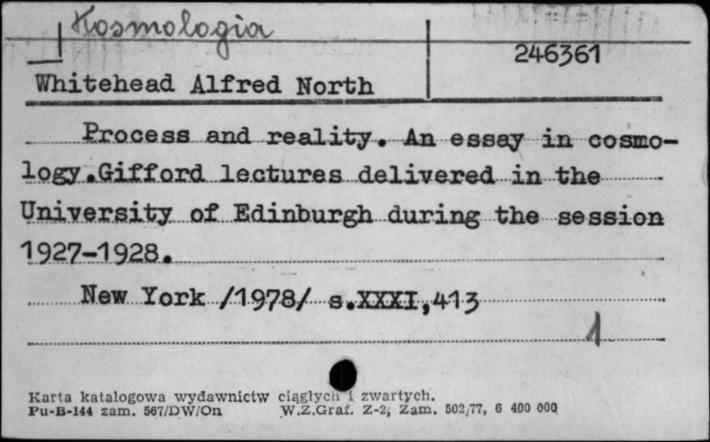 Kosmologia
246361
Whitehead Alfred North
Process and reality. An essay in cosmo-
logy.Gifford lectures delivered in the
University of Edinburgh during the session
1927-1928.
New York /1978/ s.XXXI,413
1
Karta katalogowa wydawnictw ciągłych i zwartych.
Pu-B-144 zam. 567/DW/On W.Z.Graf. Z-2, Zam. 502/77, 6 400 000